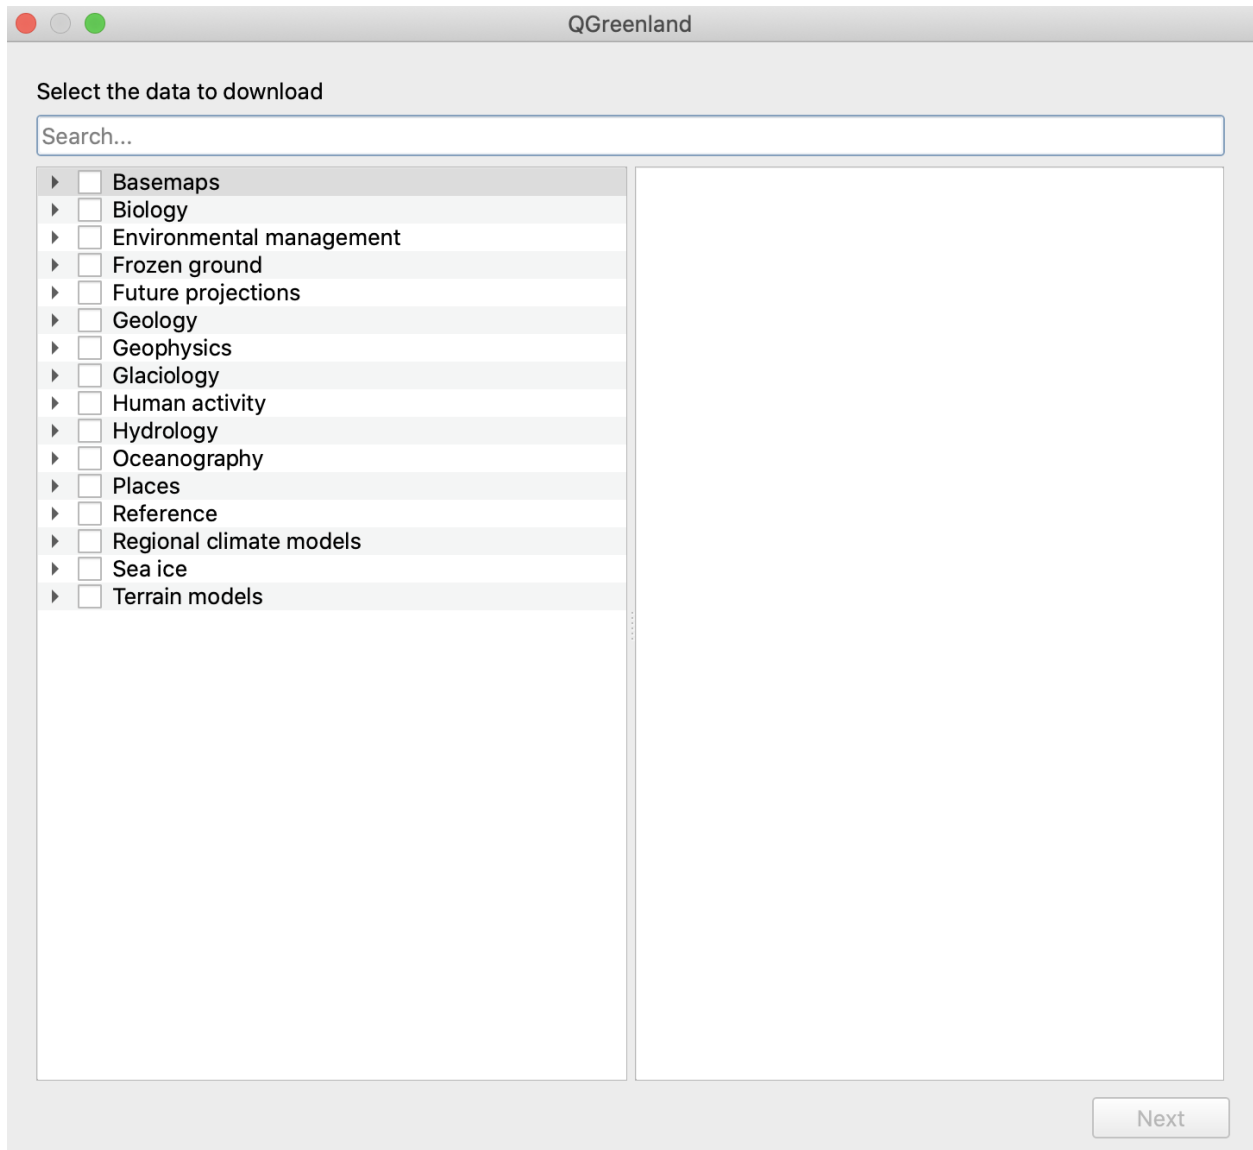 QGreenland
Select the data to download
Search...
Basemaps
Biology
Environmental management
Frozen ground
Future projections
Geology
Geophysics
Glaciology
Human activity
Hydrology
Oceanography
Places
Reference
Regional climate models
Sea ice
Terrain models
Next